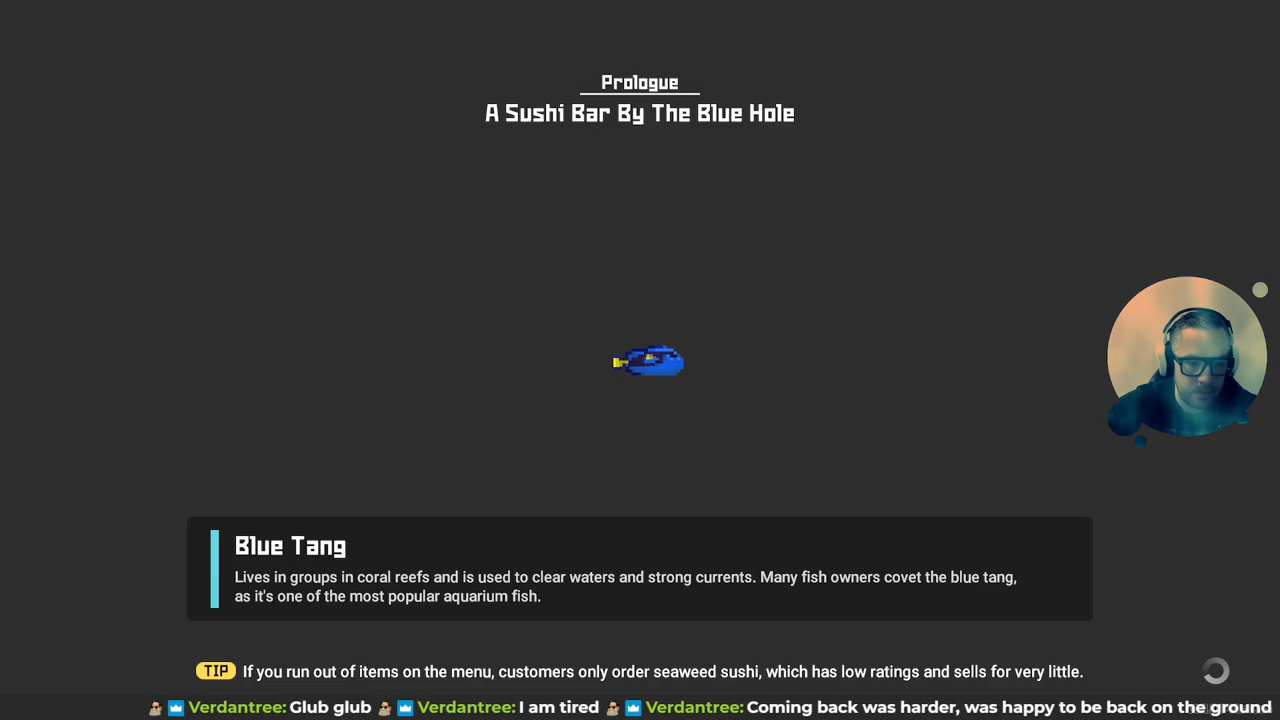 Prologue
A Sushi Bar By The Blue Hole
Blue Tang
Lives in groups in coral reefs and is used to clear waters and strong currents. Many fish owners covet the blue tang,
as it's one of the most popular aquarium fish.
TIP If you run out of items on the menu, customers only order seaweed sushi, which has low ratings and sells for very little.
Verdantree: Glub glub Verdantree: I am tired Verdantree: Coming back was harder, was happy to be back on the ground